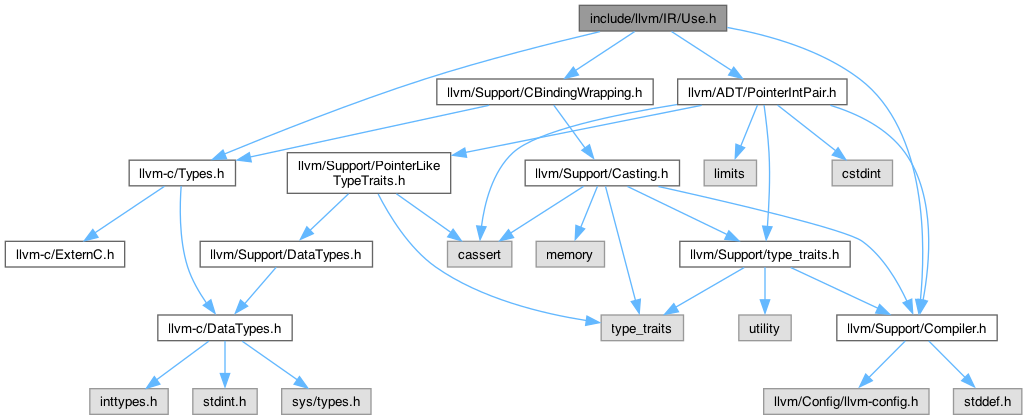 include/llvm/IR/Use.h
llvm/Support/CBindingWrapping.h
llvm/ADT/PointerIntPair.h
llvm-c/Types.h
llvm/Support/PointerLike
TypeTraits.h
llvm/Support/Casting.h
limits
cstdint
llvm-c/ExternC.h
llvm/Support/DataTypes.h
cassert
memory
llvm/Support/type_traits.h
llvm-c/DataTypes.h
type_traits
utility
llvm/Support/Compiler.h
inttypes.h
stdint.h
sys/types.h
llvm/Config/llvm-config.h
stddef.h